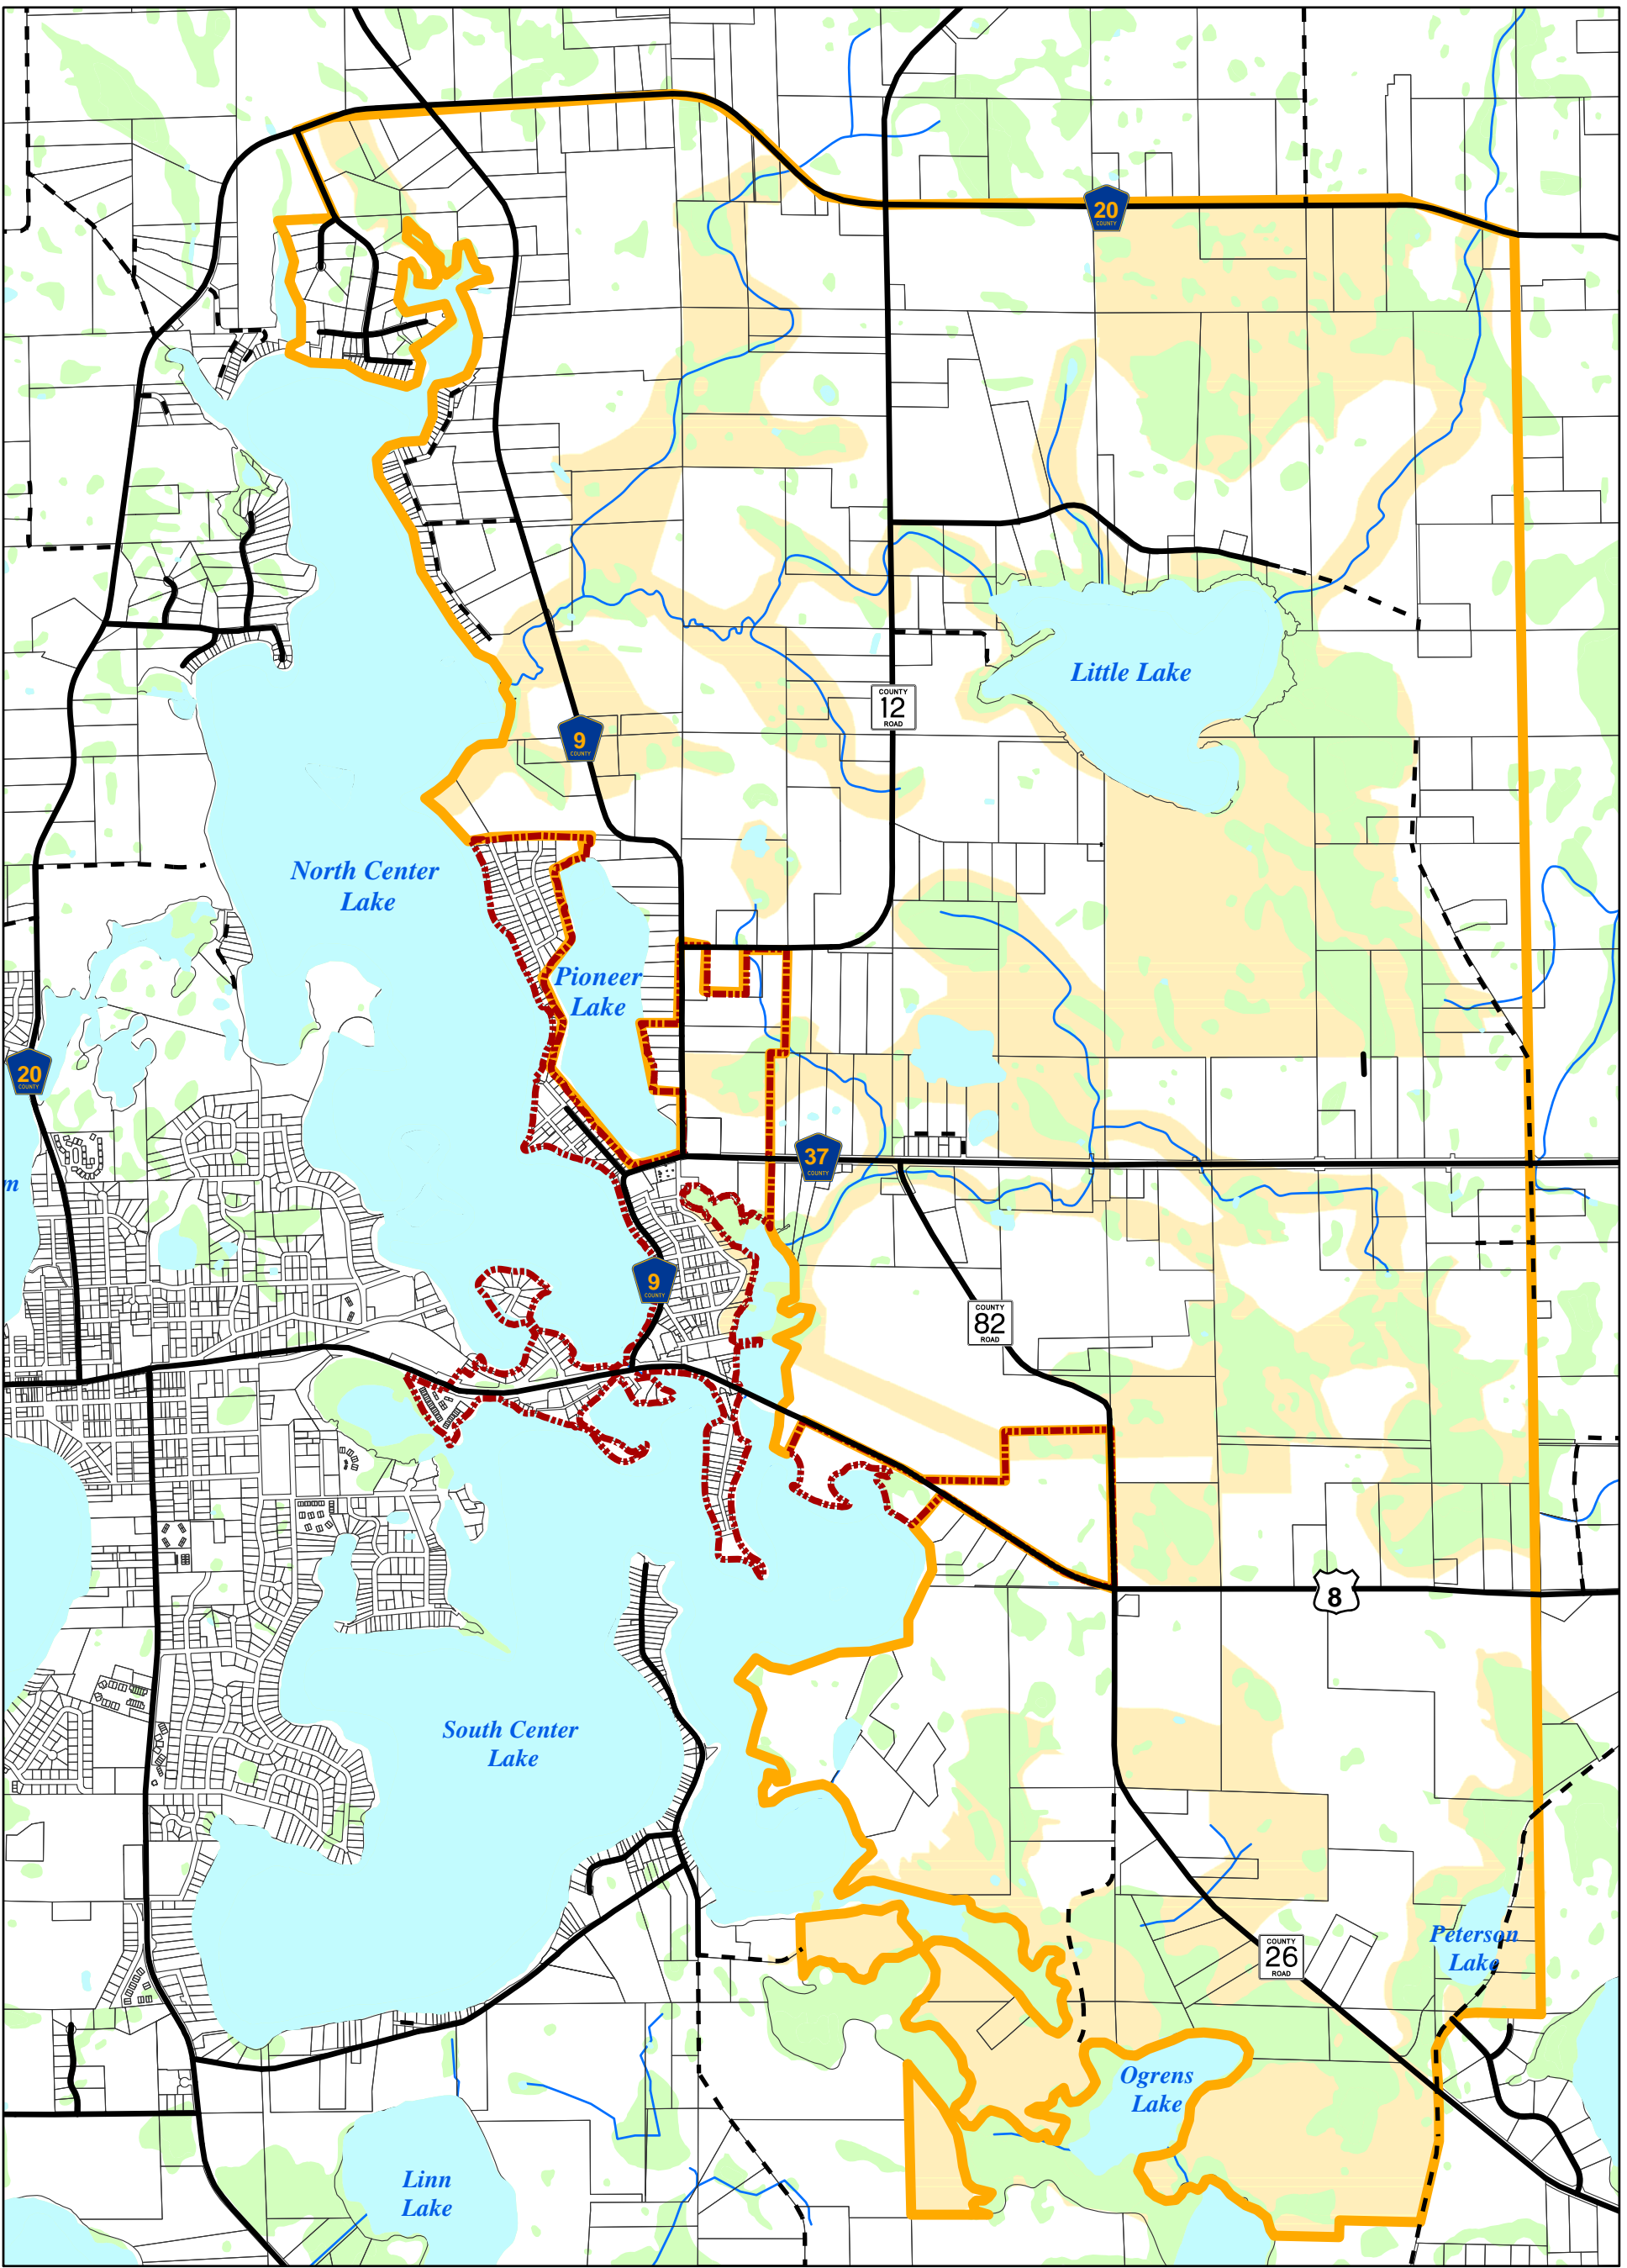 20
COUNTY
Little Lake
COUNTY
12
ROAD
9
COUNTY
North Center
Lake
Pioneer
Lake
20
COUNTY
37
COUNTY
m
9
COUNTY
COUNTY
82
ROAD
8
South Center
Lake
Peterson
Lake
COUNTY
26
ROAD
Ogrens
Lake
Linn
Lake